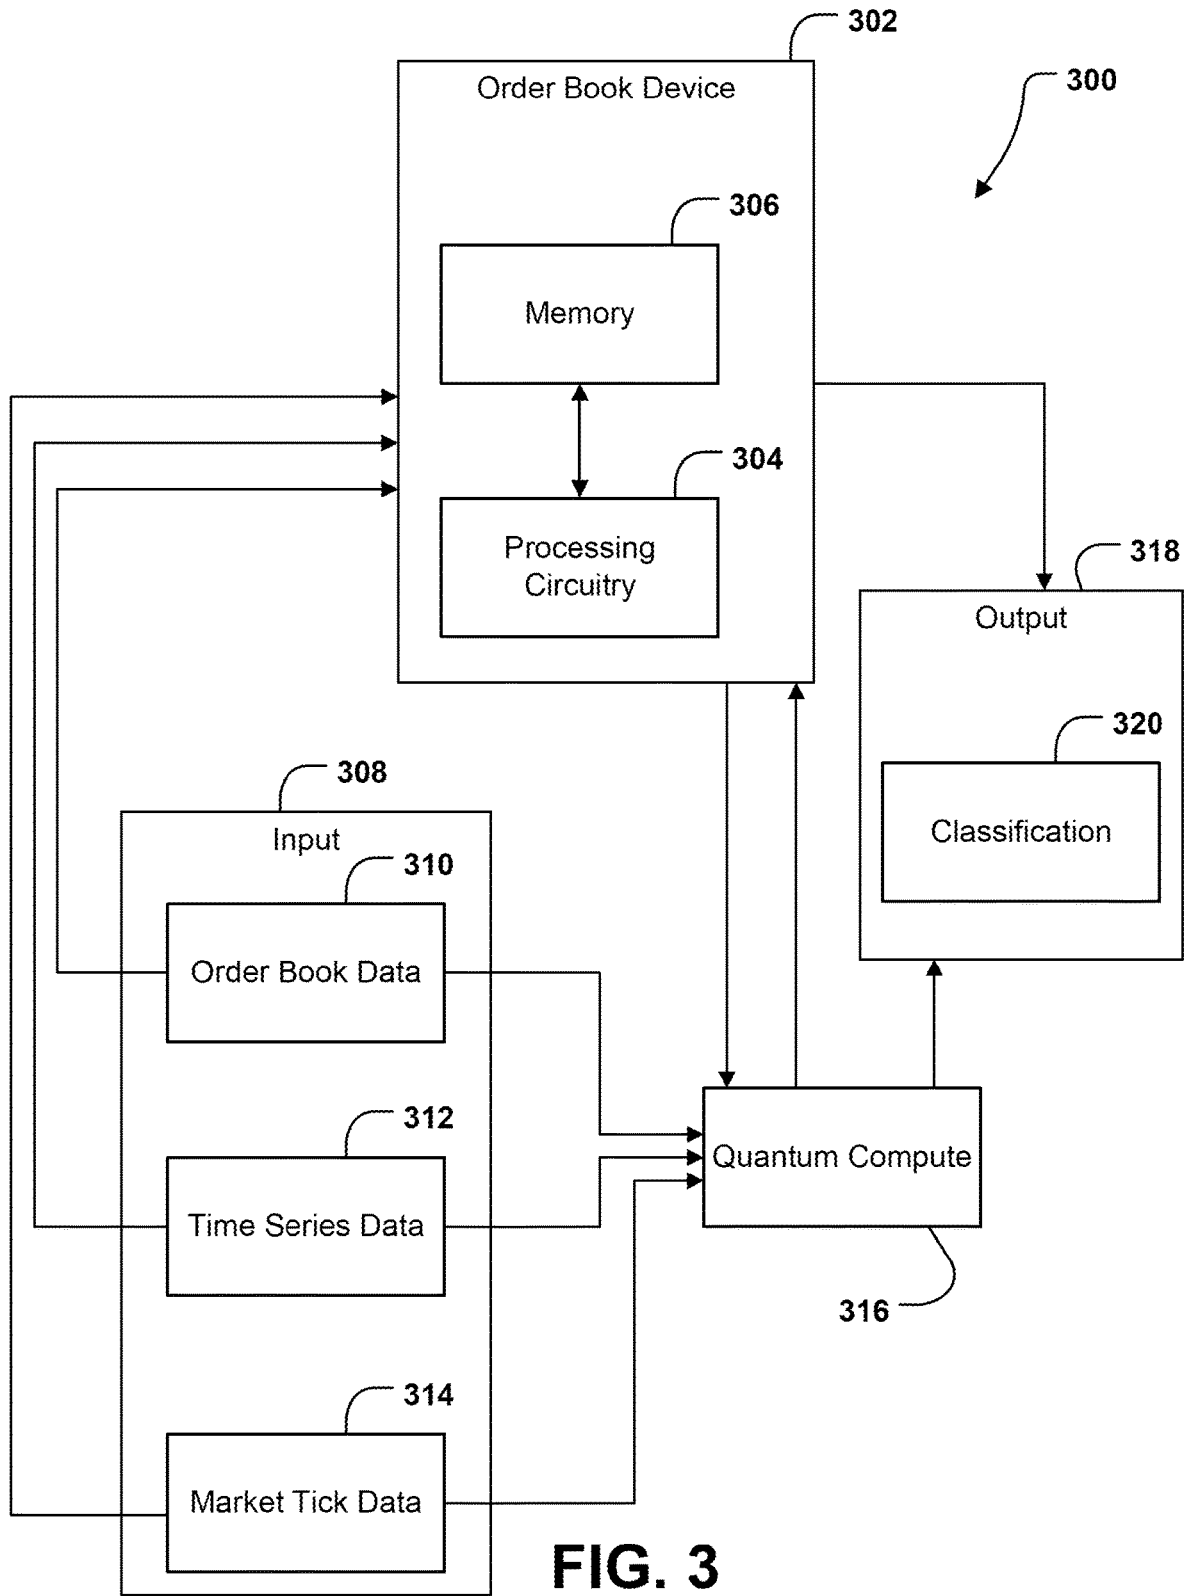 302
Order Book Device
300
306
Memory
304
Processing
Circuitry
318
Output
320
Classification
308
Input
310
Order Book Data
312
Time Series Data
Quantum Compute
316
314
Market Tick Data
FIG. 3